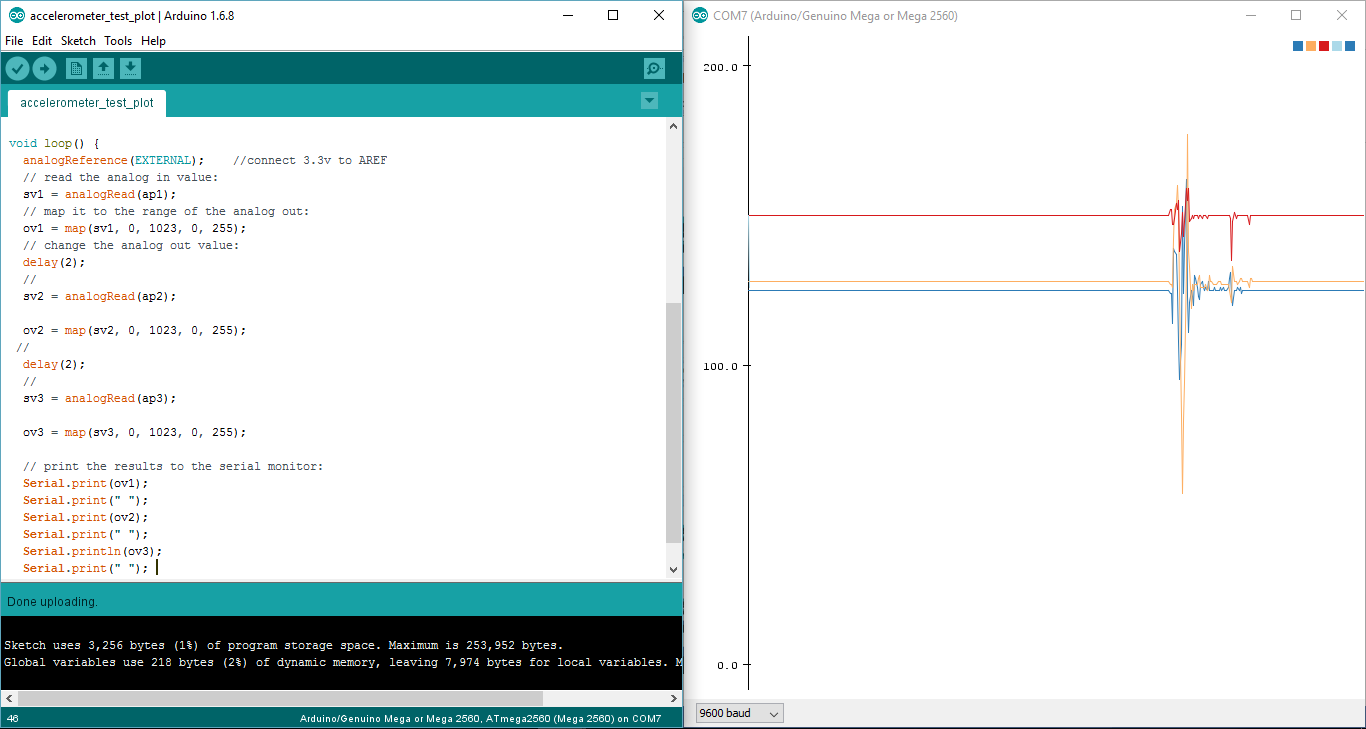 accelerometer_test_plot | Arduino 1.6.8
File Edit Sketch Tools Help
accelerometer_test_plot
void loop() {
analogReference(EXTERNAL); //connect 3.3v to AREF
// read the analog in value:
sv1 = analogRead(ap1);
// map it to the range of the analog out:
ov1 = map(sv1, 0, 1023, 0, 255);
// change the analog out value:
delay(2);
//
sv2 = analogRead(ap2);
ov2 = map(sv2, 0, 1023, 0, 255);
//
delay(2);
//
sv3 = analogRead(ap3);
ov3 = map(sv3, 0, 1023, 0, 255);
// print the results to the serial monitor:
Serial.print(ov1);
Serial.print(" ");
Serial.print(ov2);
Serial.print(" ");
Serial.println(ov3);
Serial.print(" ");
Done uploading.
Sketch uses 3,256 bytes (1%) of program storage space. Maximum is 253,952 bytes.
Global variables use 218 bytes (2%) of dynamic memory, leaving 7,974 bytes for local variables. M
46 Arduino/Genuino Mega or Mega 2560, ATmega2560 (Mega 2560) on COM7
COM7 (Arduino/Genuino Mega or Mega 2560)
200.0
100.0
0.0
9600 baud